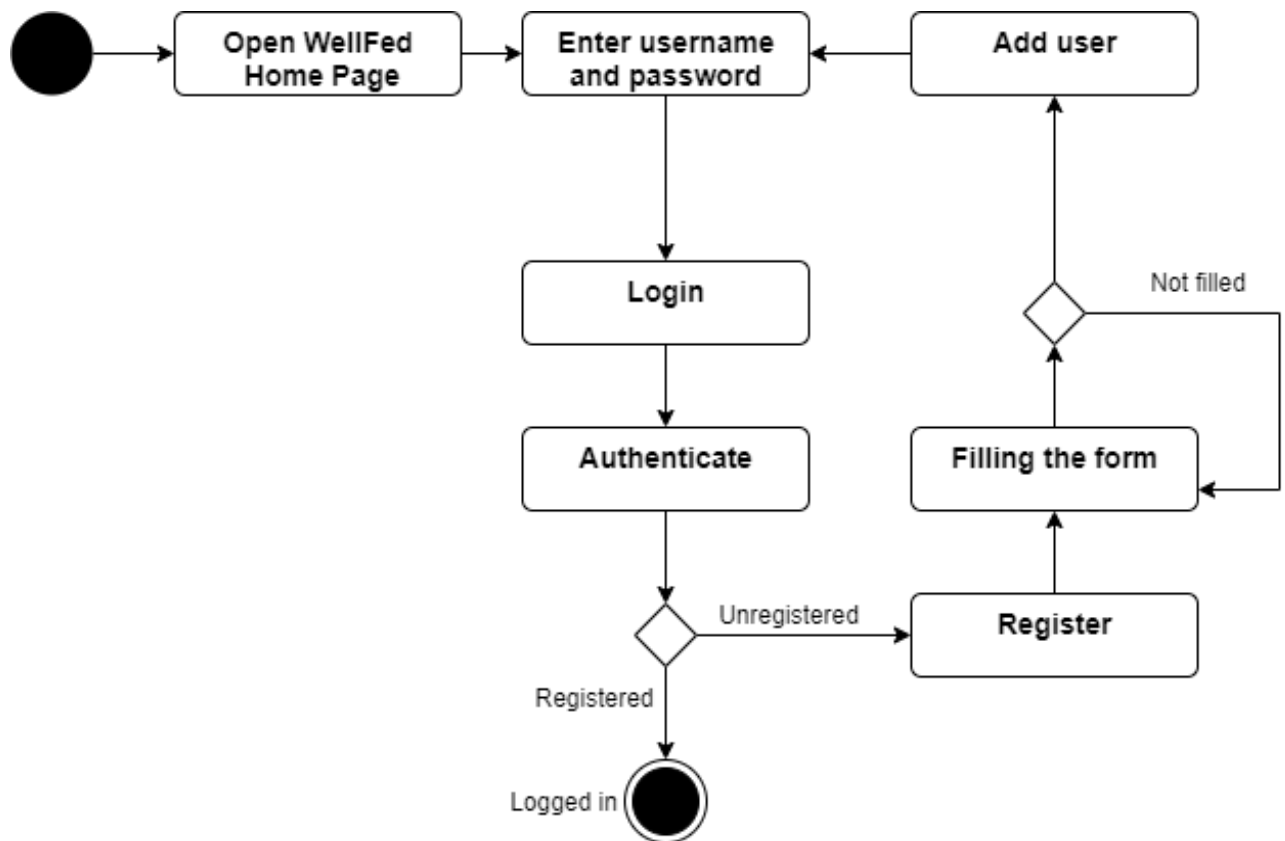 Open WellFed
Home Page
Enter username
and password
Add user
Login
Not filled
Authenticate
Filling the form
Unregistered
Register
Registered
Logged in